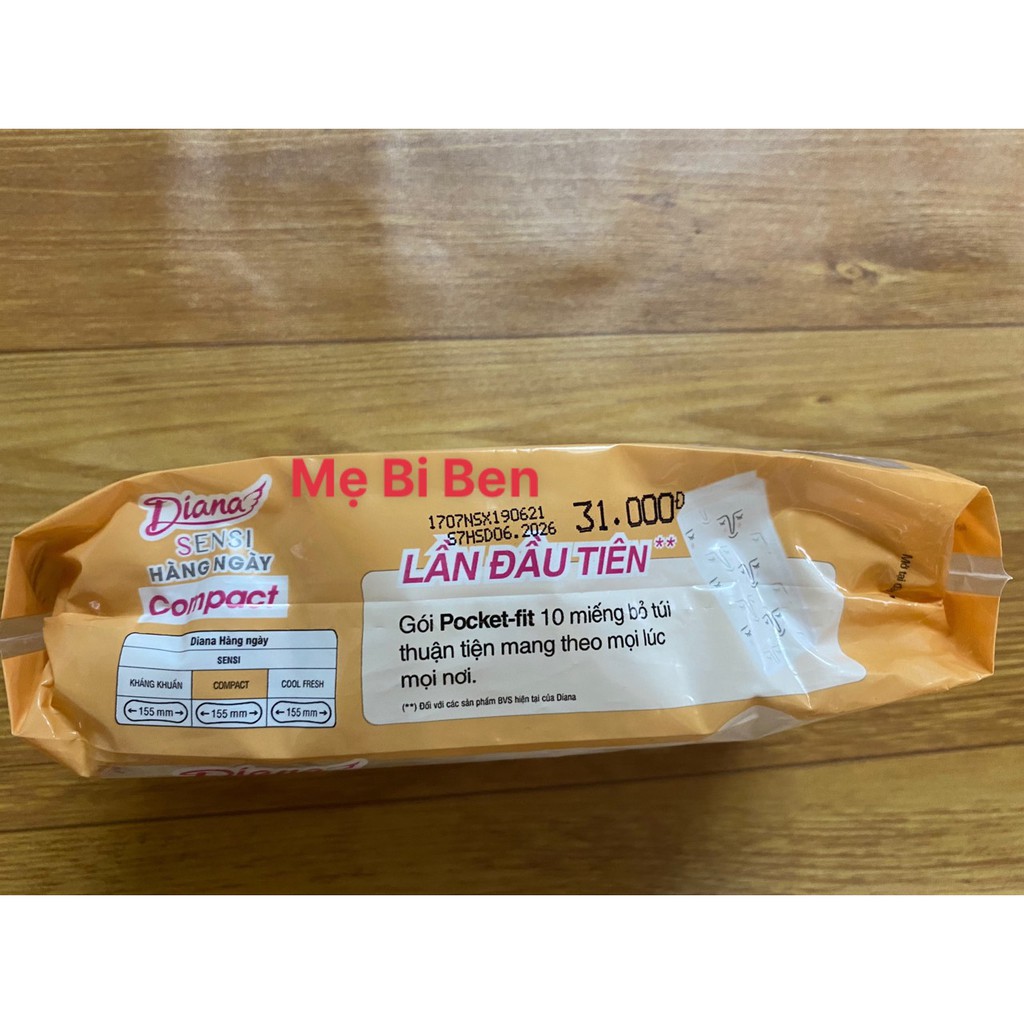 Mẹ Bi Ben
Diana
SENSI
HÀNG NGÀY
Compact
1707NSX190621
S7HSD06.2026
31.000đ
LẦN ĐẦU TIÊN**
Gói Pocket-fit 10 miếng bỏ túi
thuận tiện mang theo mọi lúc
mọi nơi.
(**) Đối với các sản phẩm BVS hiện tại của Diana
Diana Hàng ngày
SENSI
KHÁNG KHUẨN COMPACT COOL FRESH
←155 mm→ ←155 mm→ ←155 mm→
Diana